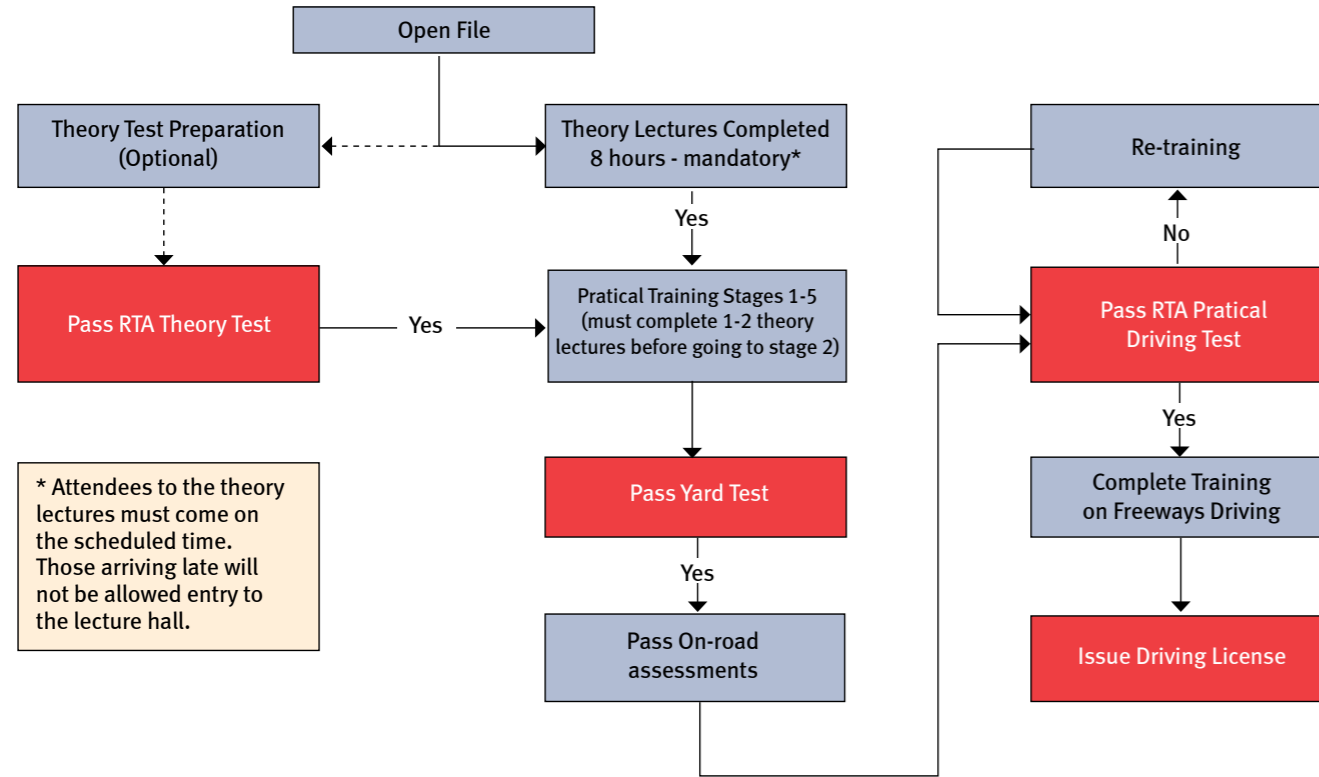 Open File
Theory Test Preparation
(Optional)
Theory Lectures Completed
8 hours - mandatory*
Re-training
Yes
No
Pass RTA Theory Test
Yes
Pratical Training Stages 1-5
(must complete 1-2 theory
lectures before going to stage 2)
Pass RTA Pratical
Driving Test
Yes
* Attendees to the theory
lectures must come on
the scheduled time.
Those arriving late will
not be allowed entry to
the lecture hall.
Pass Yard Test
Complete Training
on Freeways Driving
Yes
Pass On-road
assessments
Issue Driving License